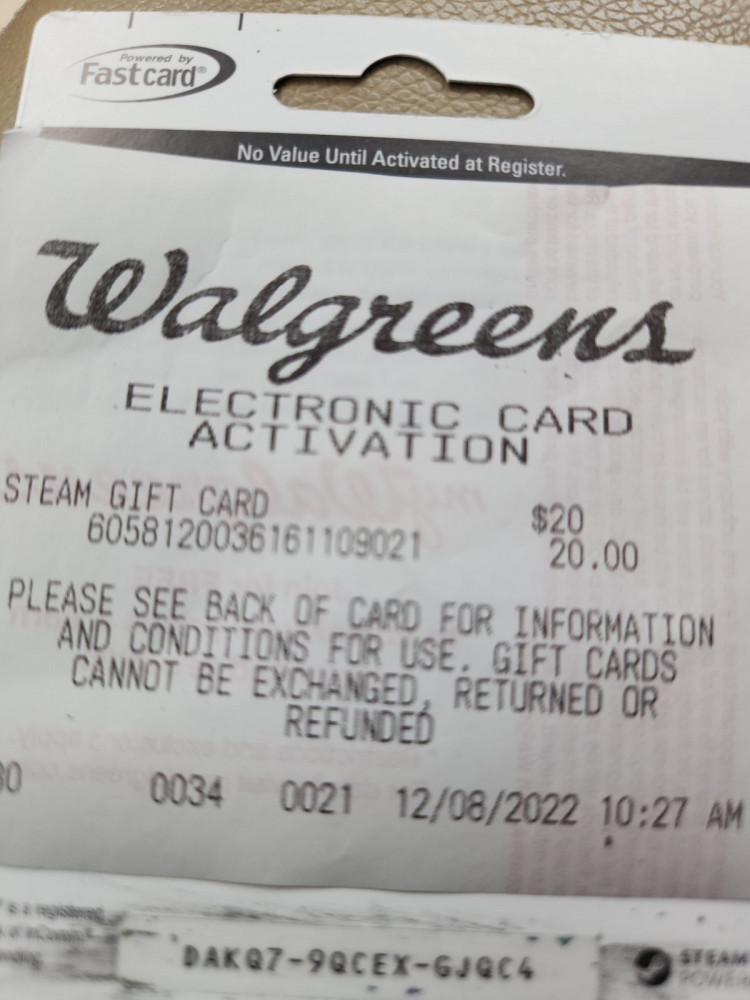 Powered by
Fastcard®
No Value Until Activated at Register.
Walgreens
ELECTRONIC CARD
ACTIVATION
STEAM GIFT CARD $20
6058120036161109021 20.00
PLEASE SEE BACK OF CARD FOR INFORMATION
AND CONDITIONS FOR USE. GIFT CARDS
CANNOT BE EXCHANGED, RETURNED OR
REFUNDED
0034 0021 12/08/2022 10:27 AM
is a registered
DAKQ7-9QCEX-GJQC4
STEAM